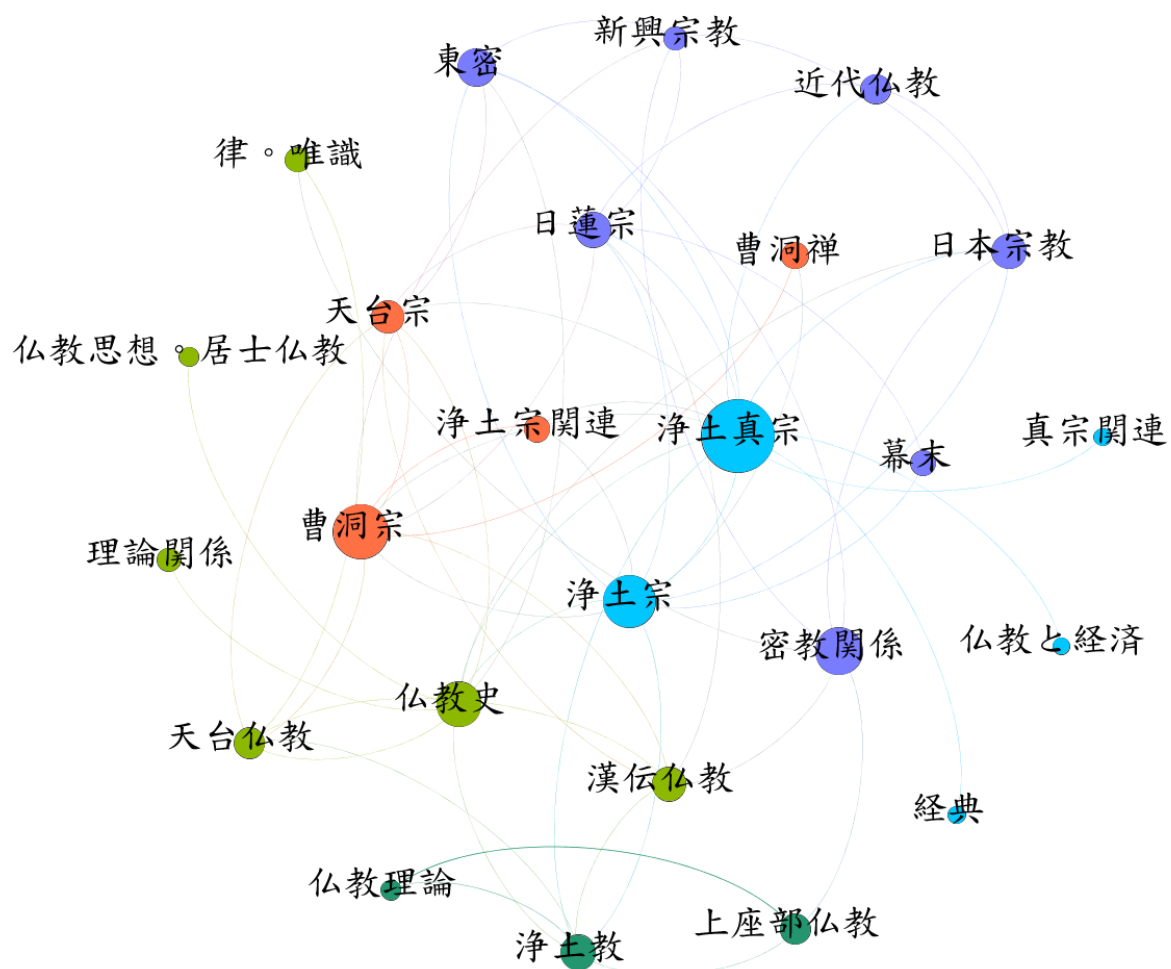 新興宗教
東密
近代仏教
律。唯識
日蓮宗
曹洞禅
日本宗教
天台宗
仏教思想。居士仏教
浄土宗関連
浄土真宗
真宗関連
幕末
曹洞宗
理論関係
浄土宗
密教関係
仏教と経済
仏教史
天台仏教
漢伝仏教
経典
仏教理論
上座部仏教
浄土教